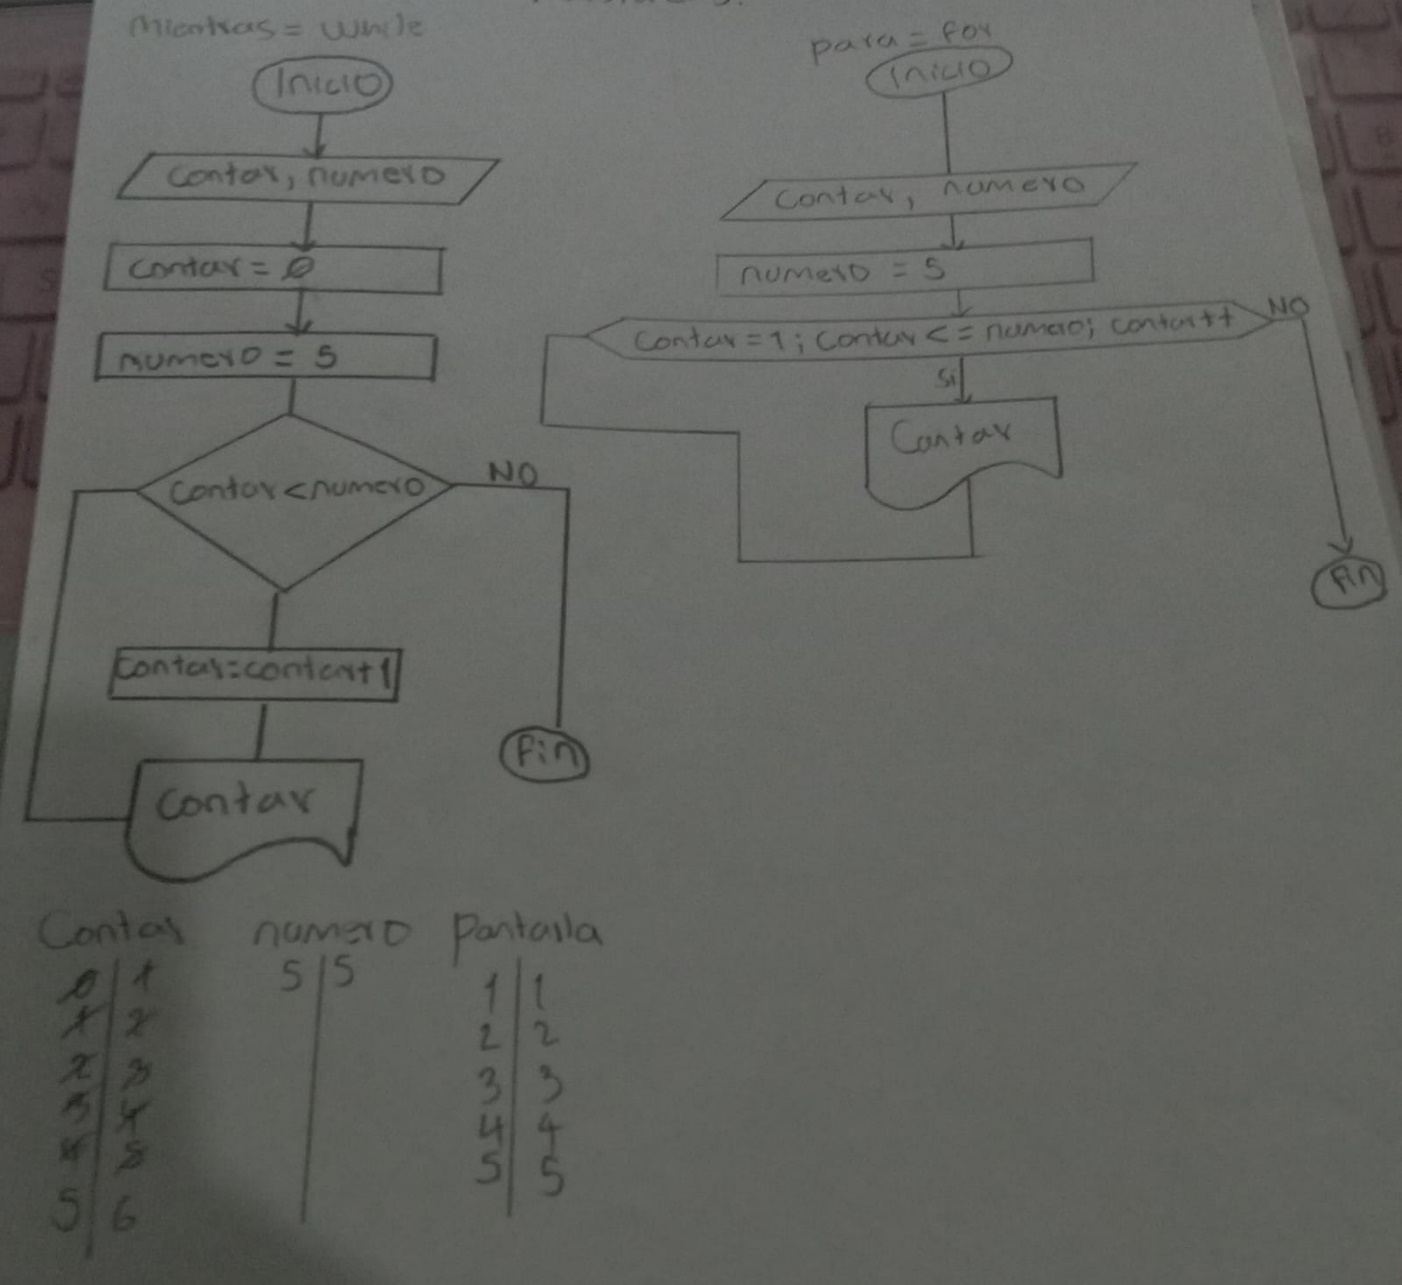 Mientras = While
Inicio
Contar, numero
contar = 0
numero = 5
Contar < numero
NO
Contar=contar+1
Contar
Fin
para = for
Inicio
Contar, numero
numero = 5
Contar=1; Contar <= numero; contar++
NO
Si
Contar
Fin
Contar numero Pantalla
0 1 5 5 1 1
1 2 2 2
2 3 3 3
3 4 4 4
4 5 5 5
5 6